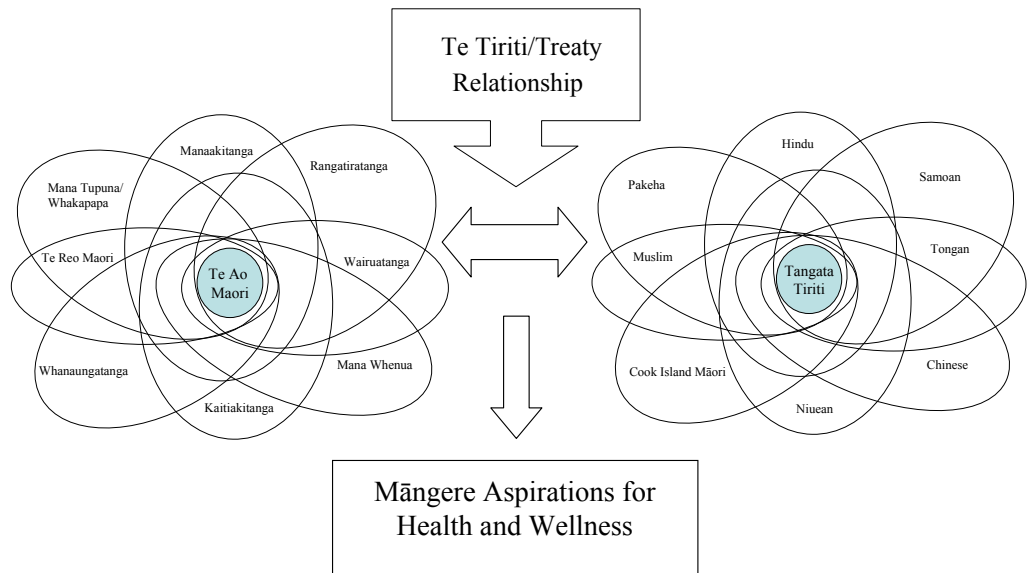 Te Tiriti/Treaty
Relationship
Manaakitanga
Rangatiratanga
Mana Tupuna/
Whakapapa
Te Reo Maori
Wairuatanga
Te Ao
Maori
Whanaungatanga
Mana Whenua
Kaitiakitanga
Hindu
Samoan
Pakeha
Muslim
Tongan
Tangata
Tiriti
Cook Island Māori
Chinese
Niuean
Māngere Aspirations for
Health and Wellness